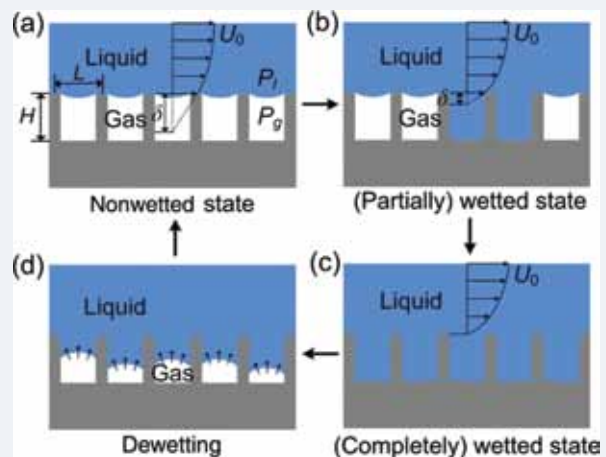 (a)
U₀
Liquid
L
Pₗ
H
Gas
δ
P_g
Nonwetted state
(b)
U₀
Liquid
δ
Gas
(Partially) wetted state
(d)
Liquid
Gas
Dewetting
(c)
U₀
Liquid
(Completely) wetted state